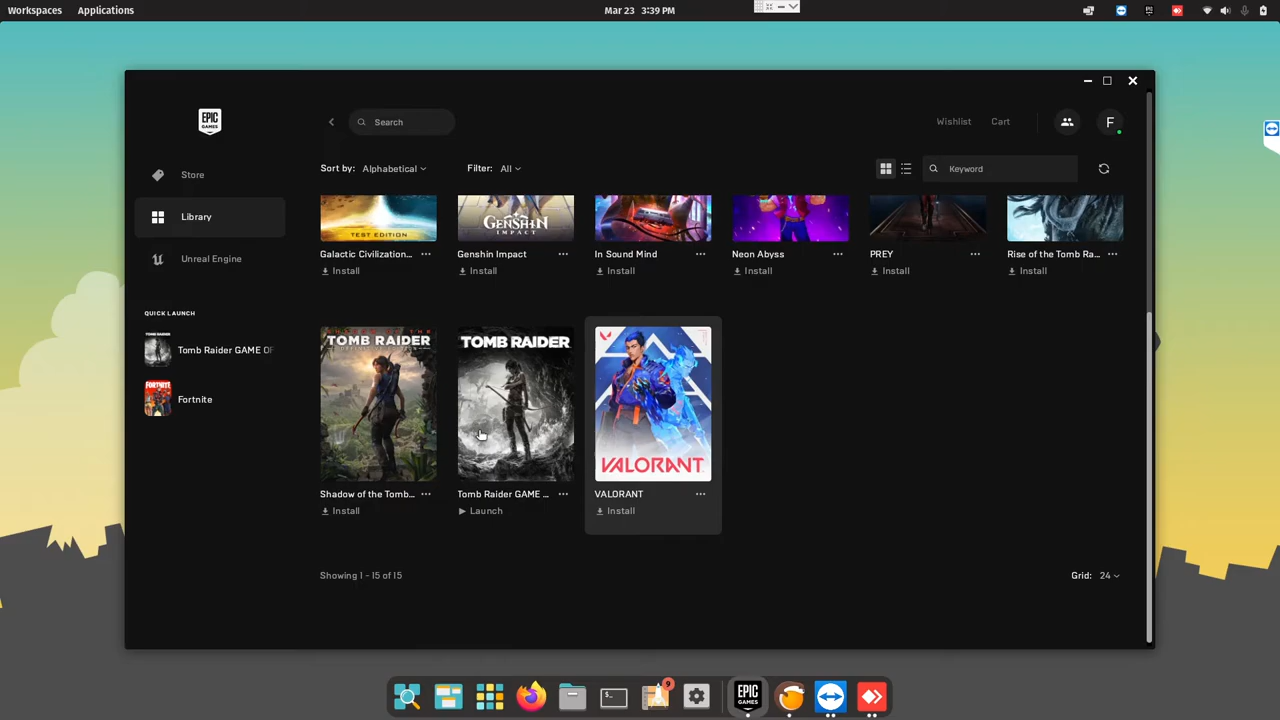 Workspaces Applications Mar 23 3:39 PM
EPIC GAMES
Search
Wishlist Cart F
Store
Library
Unreal Engine
QUICK LAUNCH
Tomb Raider GAME OF
Fortnite
Sort by: Alphabetical Filter: All Keyword
TEST EDITION
GENSHIN IMPACT
Galactic Civilization... Genshin Impact In Sound Mind Neon Abyss PREY Rise of the Tomb Ra...
Install Install Install Install Install Install
TOMB RAIDER
TOMB RAIDER
VALORANT
Shadow of the Tomb... Tomb Raider GAME ... VALORANT
Install Launch Install
Showing 1 - 15 of 15 Grid: 24
EPIC GAMES
9